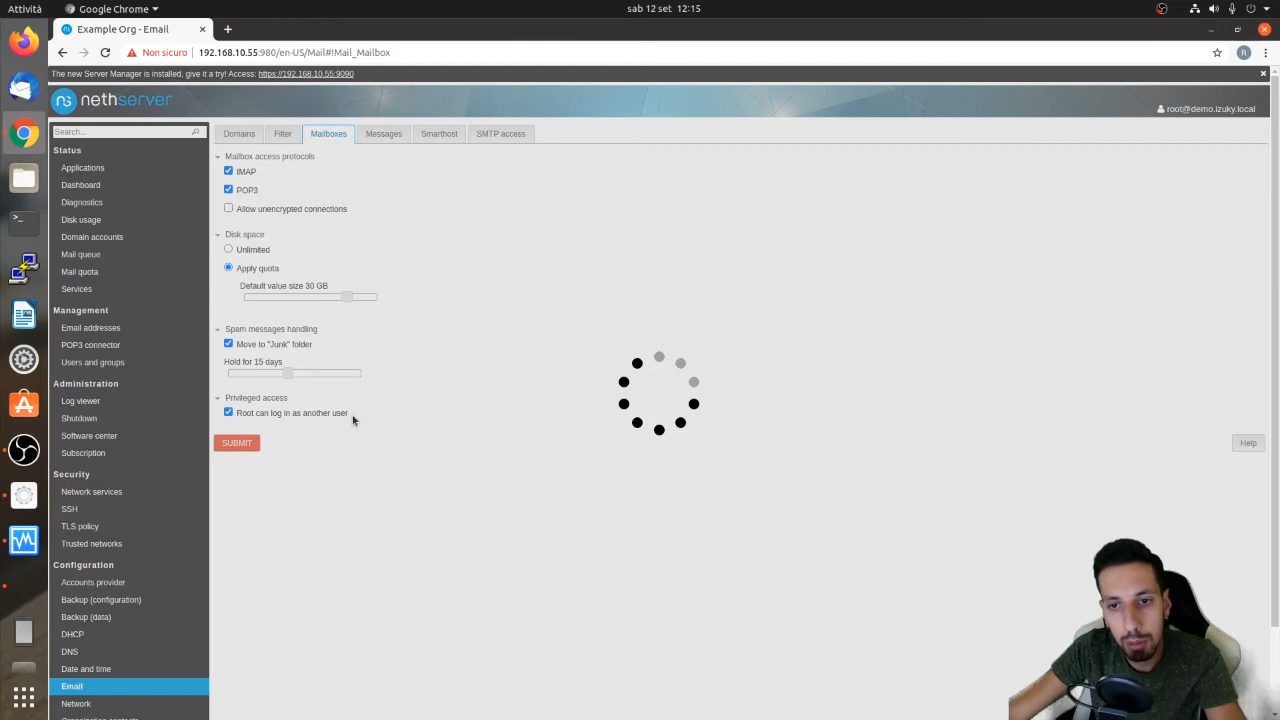 Attività
Google Chrome
sab 12 set 12:15
Example Org - Email
Non sicuro
192.168.10.55:980/en-US/Mail#!Mail_Mailbox
R
The new Server Manager is installed, give it a try! Access: https://192.168.10.55:9090
nethserver
root@demo.izuky.local
Search...
Status
Applications
Dashboard
Diagnostics
Disk usage
Domain accounts
Mail queue
Mail quota
Services
Management
Email addresses
POP3 connector
Users and groups
Administration
Log viewer
Shutdown
Software center
Subscription
Security
Network services
SSH
TLS policy
Trusted networks
Configuration
Accounts provider
Backup (configuration)
Backup (data)
DHCP
DNS
Date and time
Email
Network
Organization contacts
Domains
Filter
Mailboxes
Messages
Smarthost
SMTP access
Mailbox access protocols
IMAP
POP3
Allow unencrypted connections
Disk space
Unlimited
Apply quota
Default value size 30 GB
Spam messages handling
Move to "Junk" folder
Hold for 15 days
Privileged access
Root can log in as another user
SUBMIT
Help